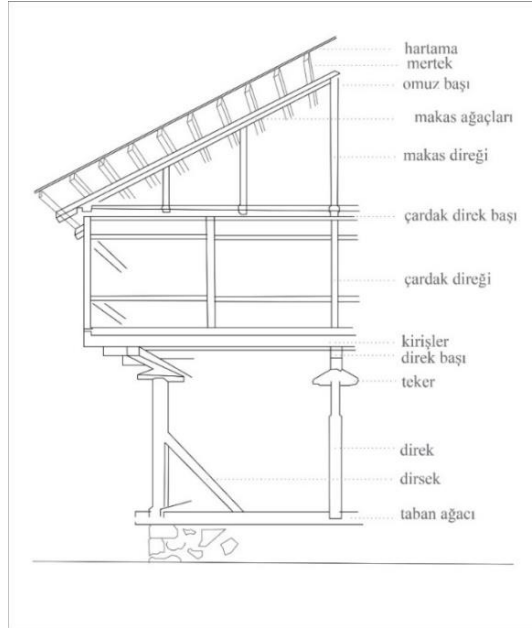 hartama
mertek
omuz başı
makas ağaçları
makas direği
çardak direk başı
çardak direği
kirişler
direk başı
teker
direk
dirsek
taban ağacı